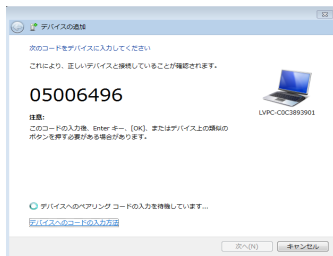 デバイスの追加
次のコードをデバイスに入力してください
これにより、正しいデバイスと接続していることが確認されます。
05006496
LVPC-C0C3893901
注意:
このコードの入力後、Enter キー、[OK]、またはデバイス上の類似の
ボタンを押す必要がある場合があります。
デバイスへのペアリング コードの入力を待機しています...
デバイスへのコードの入力方法
次へ(N)
キャンセル